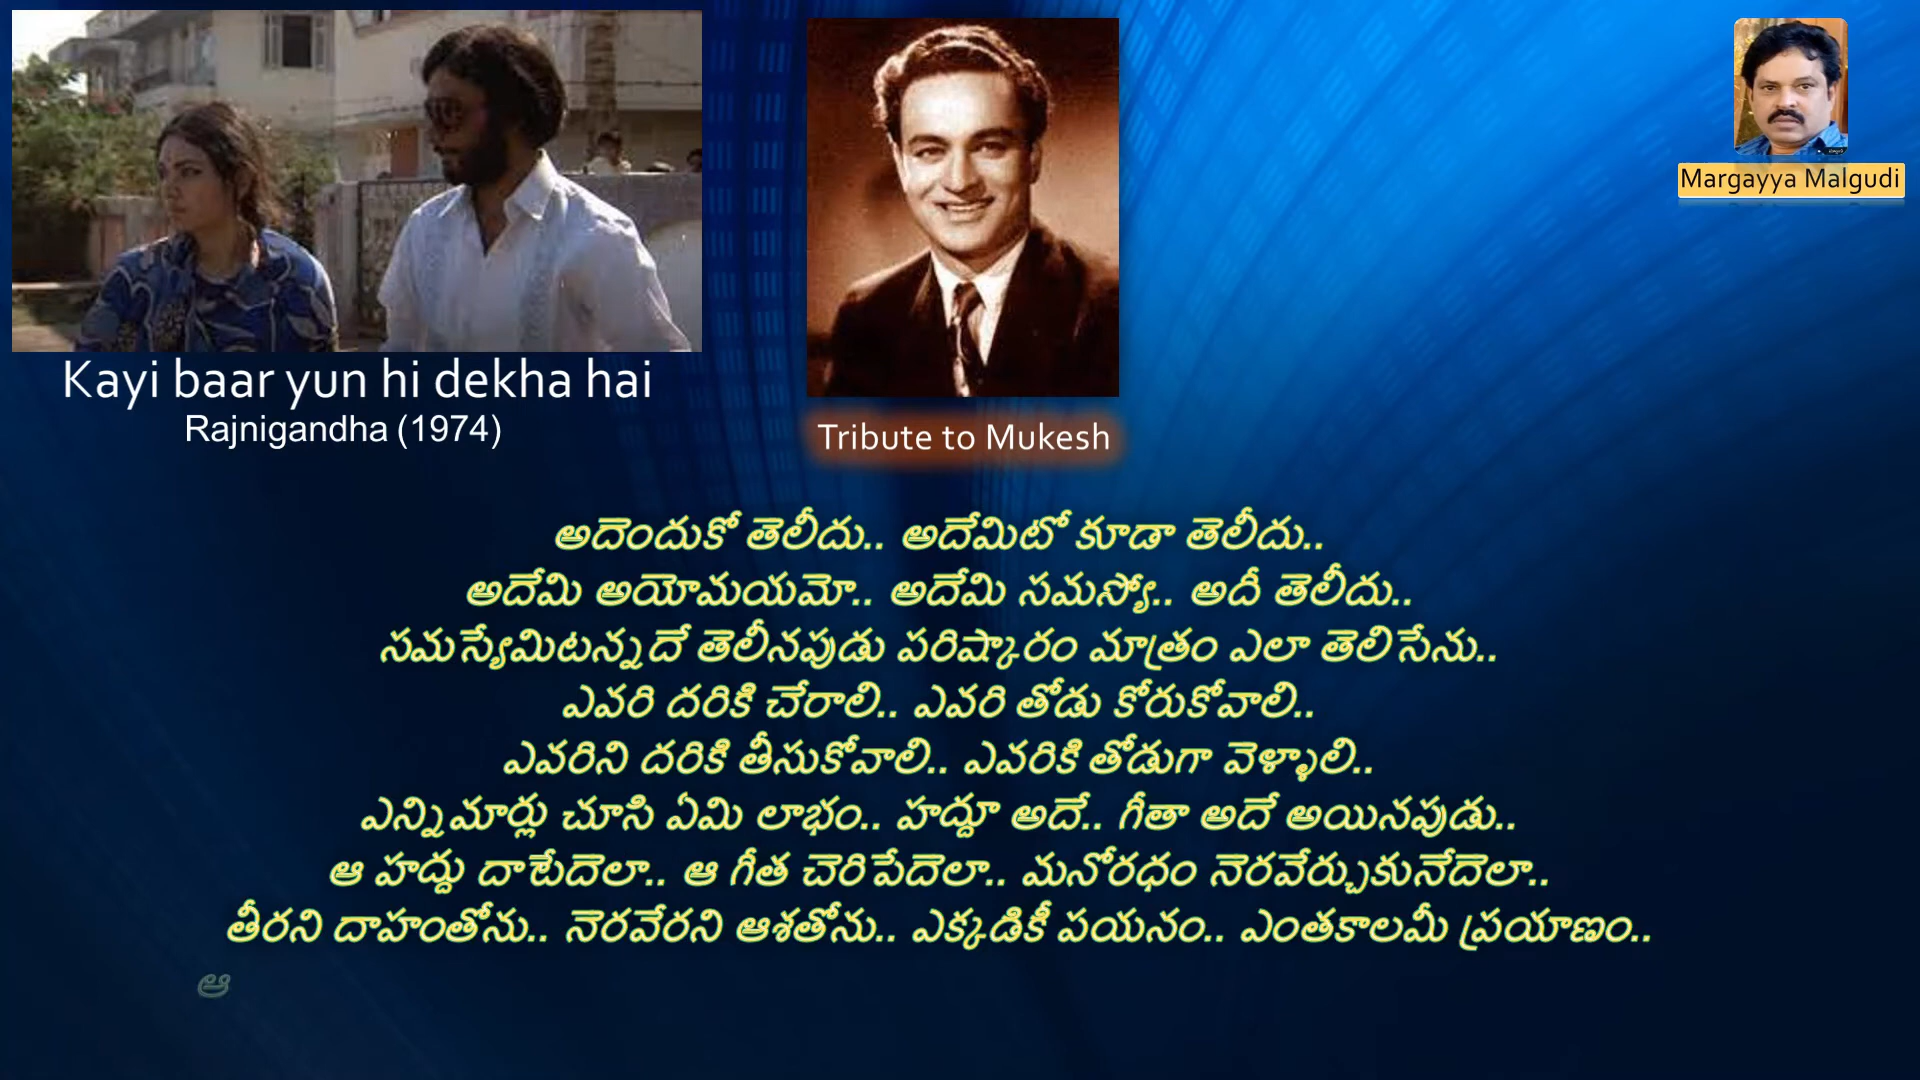 Margayya Malgudi
Kayi baar yun hi dekha hai
Rajnigandha (1974)
Tribute to Mukesh
అదెందుకో తెలీదు.. అదేమిటో కూడా తెలీదు..
అదేమి అయోమయమో.. అదేమి సమస్యో.. అదీ తెలీదు..
సమస్యేమిటన్నదే తెలీనపుడు పరిష్కారం మాత్రం ఎలా తెలిసేను..
ఎవరి దరికి చేరాలి.. ఎవరి తోడు కోరుకోవాలి..
ఎవరిని దరికి తీసుకోవాలి.. ఎవరికి తోడుగా వెళ్ళాలి..
ఎన్నిమార్లు చూసి ఏమి లాభం.. హద్దూ అదే.. గీతా అదే అయినపుడు..
ఆ హద్దు దాటేదెలా.. ఆ గీత చెరిపేదెలా.. మనోరధం నెరవేర్చుకునేదెలా..
తీరని దాహంతోను.. నెరవేరని ఆశతోను.. ఎక్కడికీ పయనం.. ఎంతకాలమీ ప్రయాణం..
ఆ